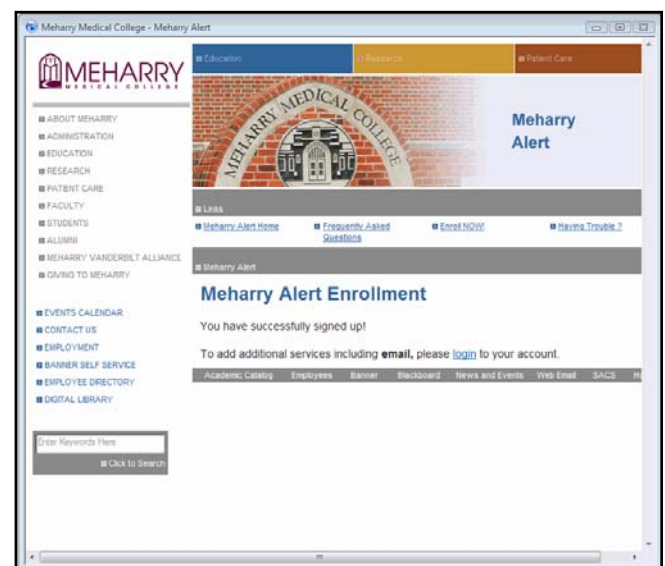 Meharry Medical College - Meharry Alert
MEHARRY
MEDICAL COLLEGE
Education
Research
Patient Care
MEHARRY MEDICAL COLLEGE
Meharry
Alert
ABOUT MEHARRY
ADMINISTRATION
EDUCATION
RESEARCH
PATIENT CARE
FACULTY
STUDENTS
ALUMNI
MEHARRY VANDERBILT ALLIANCE
GIVING TO MEHARRY
EVENTS CALENDAR
CONTACT US
EMPLOYMENT
BANNER SELF SERVICE
EMPLOYEE DIRECTORY
DIGITAL LIBRARY
Enter Keywords Here
Click to Search
Links
Meharry Alert Home
Frequently Asked
Questions
Enroll NOW!
Having Trouble ?
Meharry Alert
Meharry Alert Enrollment
You have successfully signed up!
To add additional services including email, please login to your account.
Academic Catalog Employees Banner Blackboard News and Events Web Email SACS